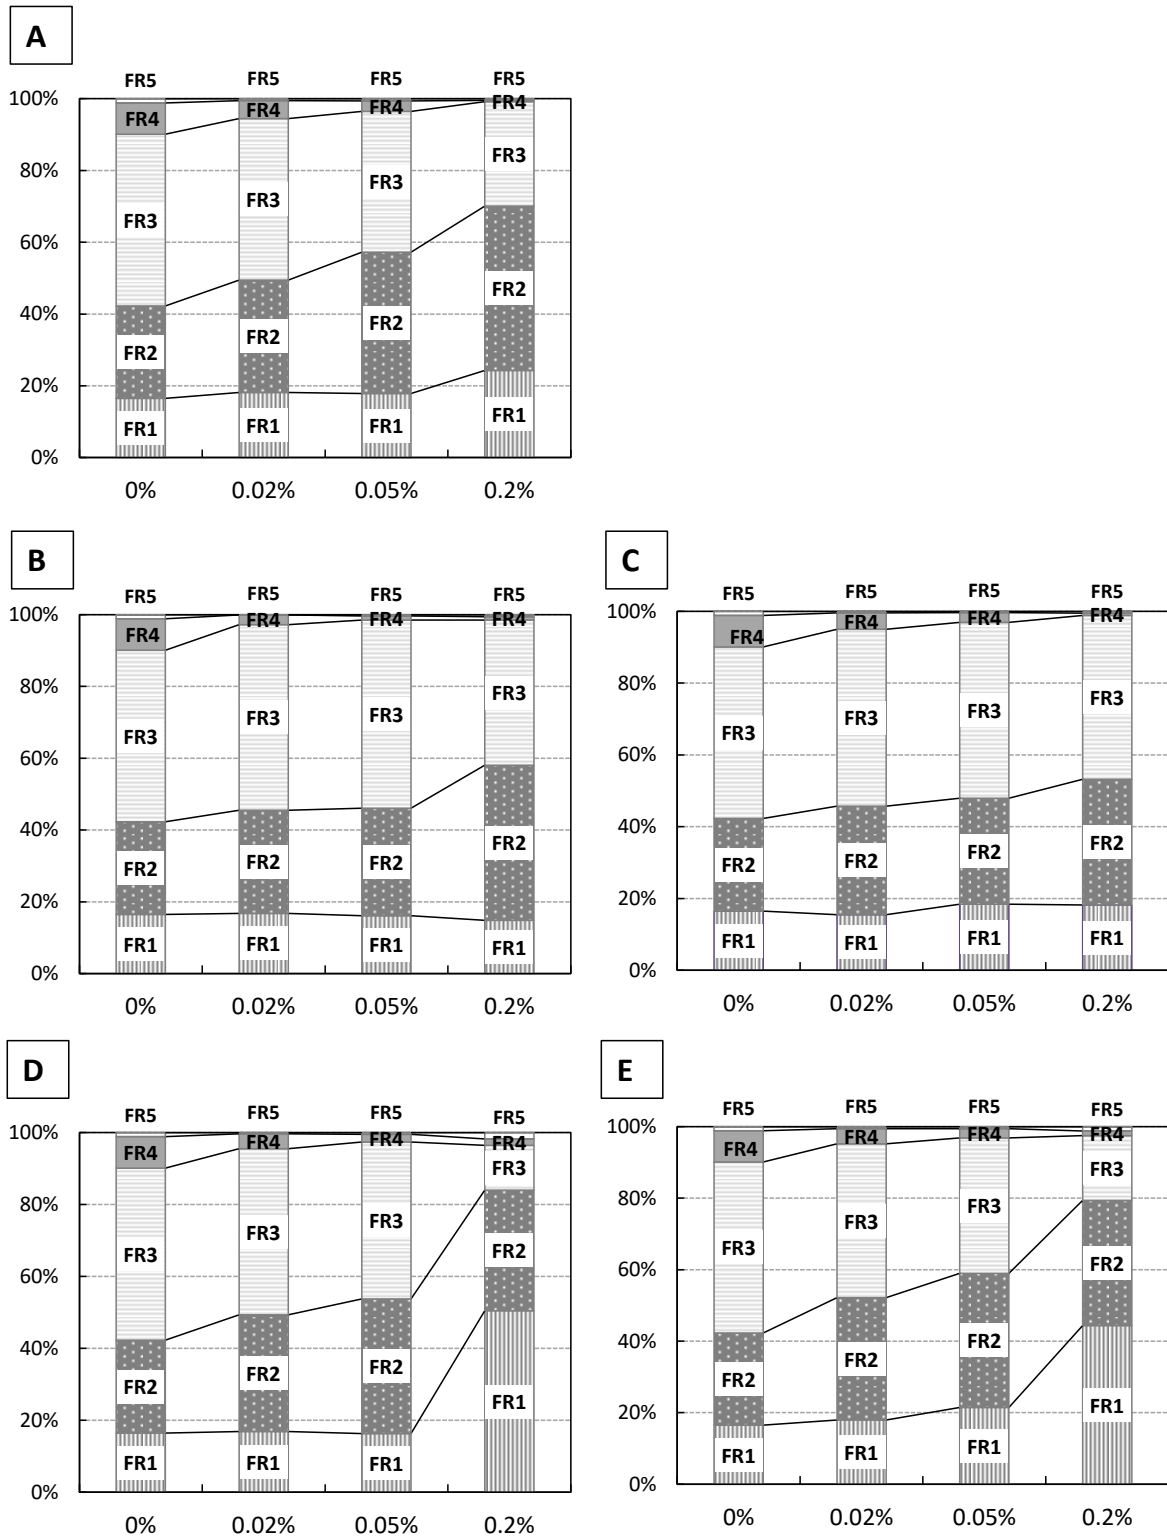 A
FR5 FR5 FR5 FR5
100%
FR4 FR4 FR4 FR4
80%
FR3 FR3 FR3 FR3
60%
FR2 FR2 FR2 FR2
40%
20%
FR1 FR1 FR1 FR1
0%
0% 0.02% 0.05% 0.2%
B
FR5 FR5 FR5 FR5
100%
FR4 FR4 FR4 FR4
80%
FR3 FR3 FR3 FR3
60%
40%
FR2 FR2 FR2 FR2
20%
FR1 FR1 FR1 FR1
0%
0% 0.02% 0.05% 0.2%
C
FR5 FR5 FR5 FR5
100%
FR4 FR4 FR4 FR4
80%
FR3 FR3 FR3 FR3
60%
40%
FR2 FR2 FR2 FR2
20%
FR1 FR1 FR1 FR1
0%
0% 0.02% 0.05% 0.2%
D
FR5 FR5 FR5 FR5
100%
FR4 FR4 FR4 FR4
80%
FR3 FR3 FR3 FR3
60%
40%
FR2 FR2 FR2 FR2
20%
FR1 FR1 FR1 FR1
0%
0% 0.02% 0.05% 0.2%
E
FR5 FR5 FR5 FR5
100%
FR4 FR4 FR4 FR4
80%
FR3 FR3 FR3 FR3
60%
40%
FR2 FR2 FR2 FR2
20%
FR1 FR1 FR1 FR1
0%
0% 0.02% 0.05% 0.2%